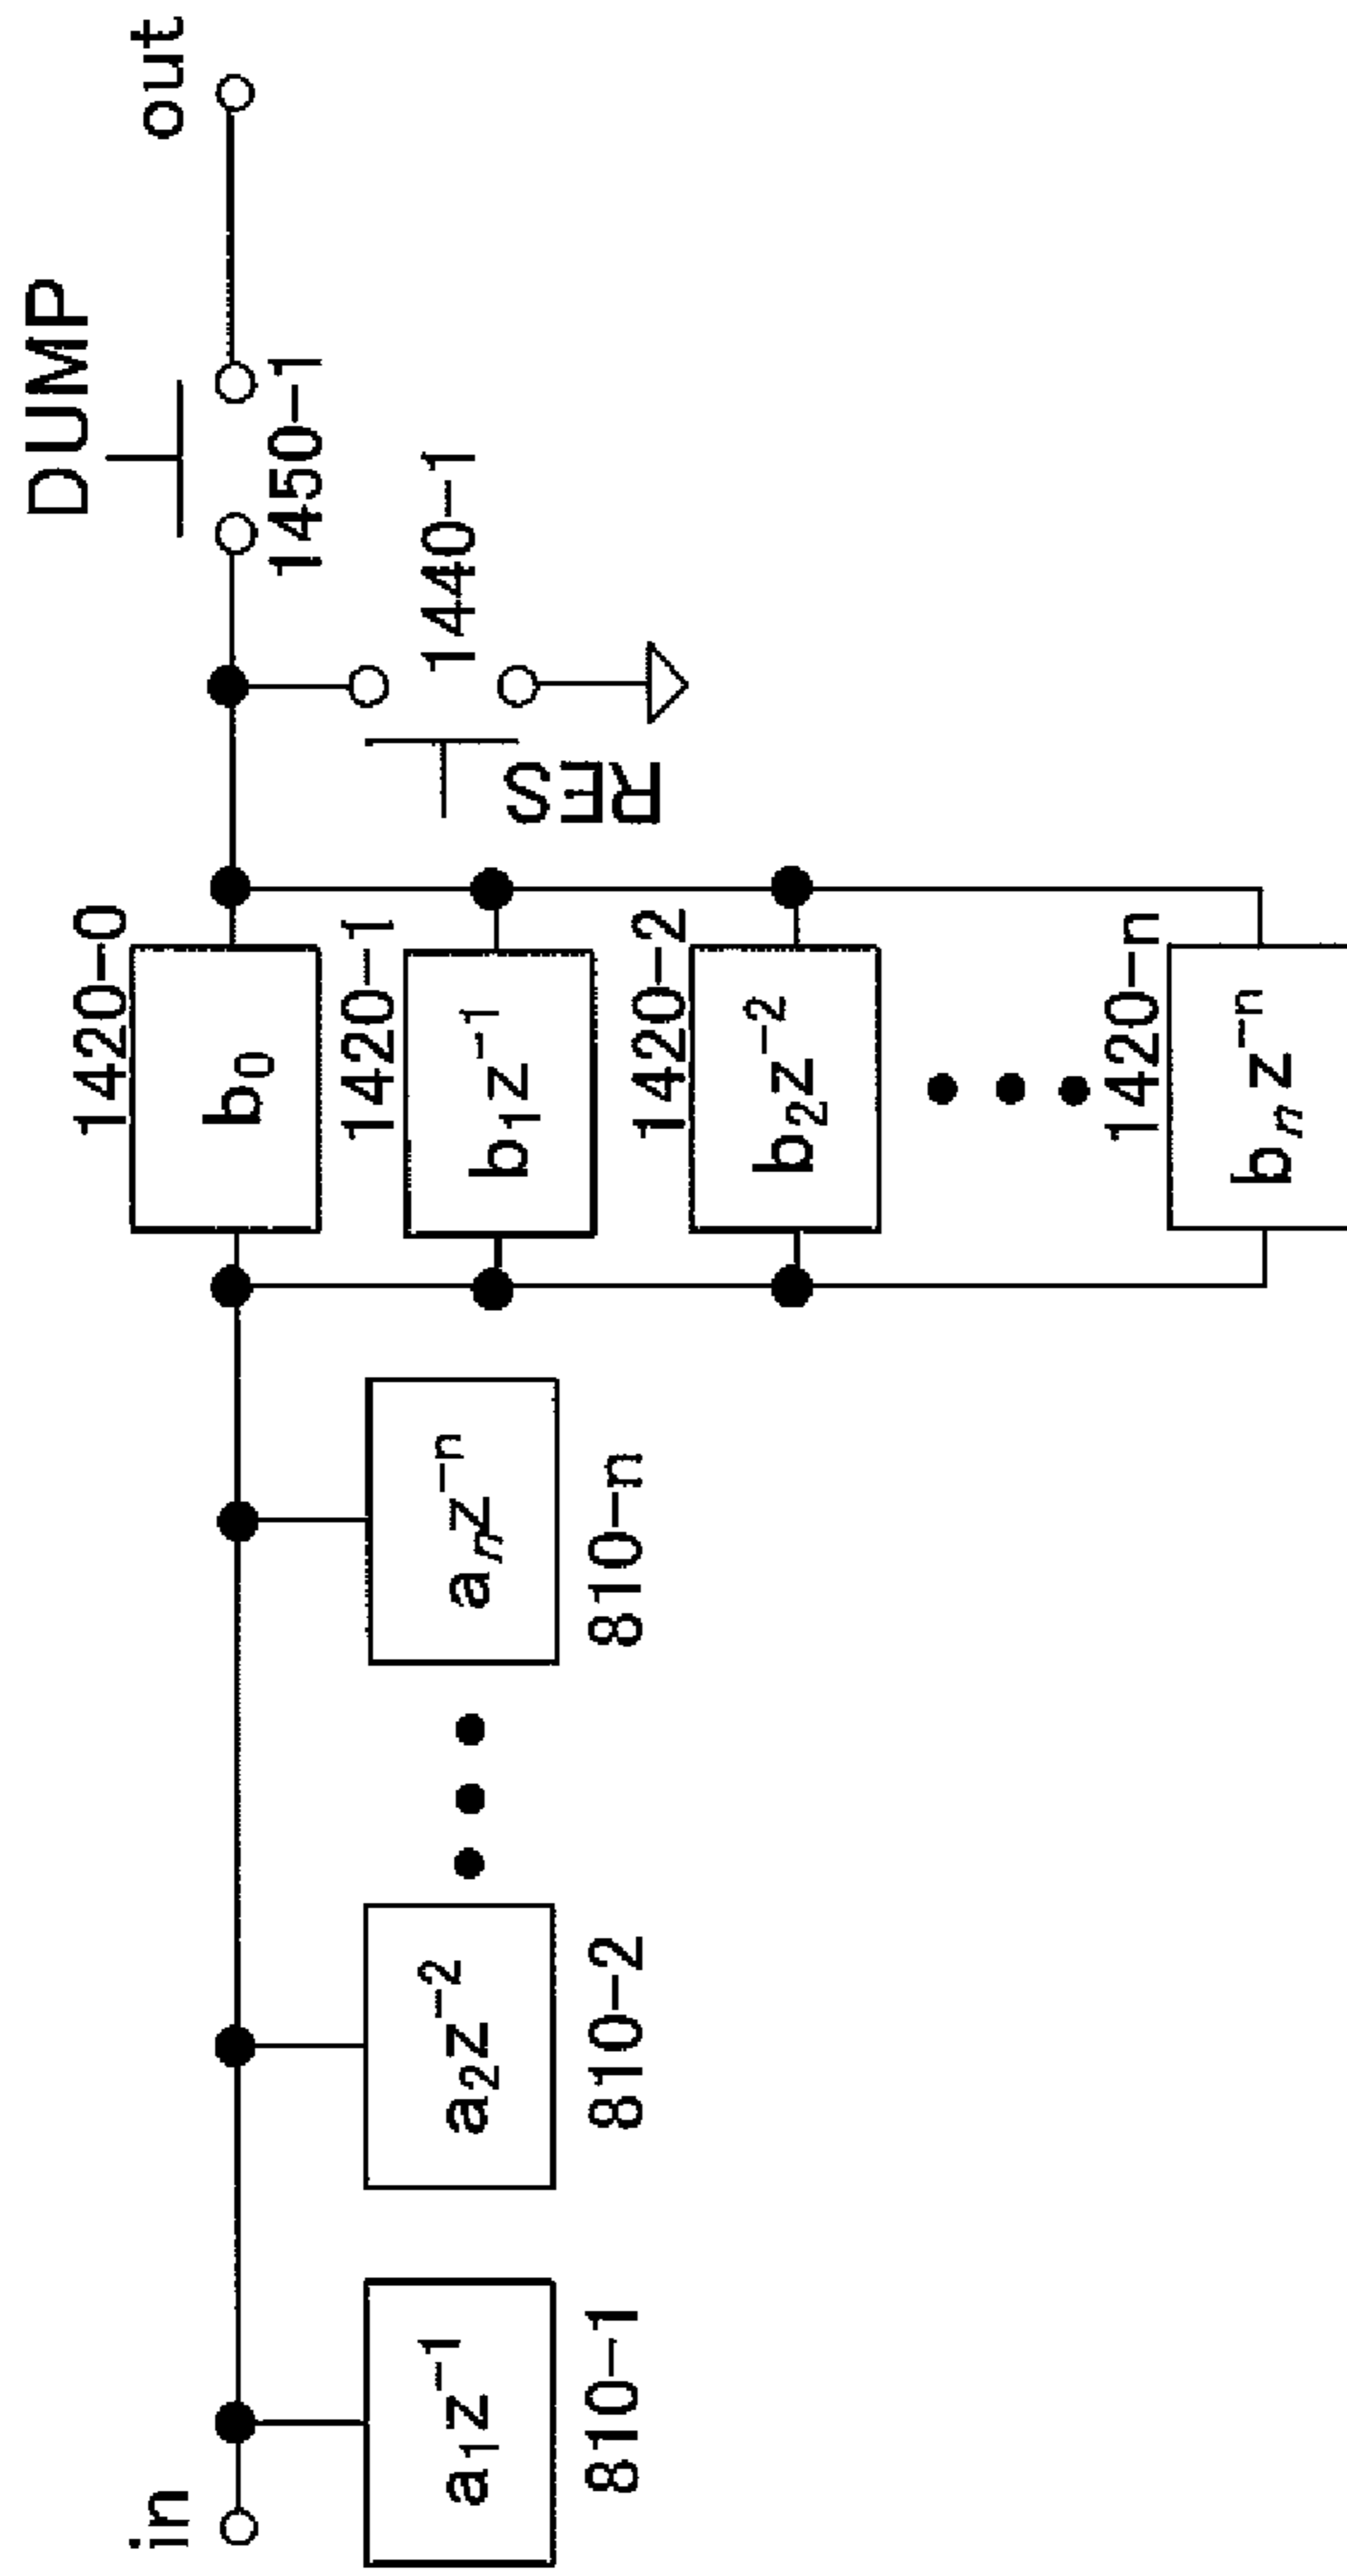 in
a₁z⁻¹
810-1
a₂z⁻²
810-2
aₙz⁻ⁿ
810-n
1420-0
b₀
1420-1
b₁z⁻¹
1420-2
b₂z⁻²
1420-n
bₙz⁻ⁿ
RES
1440-1
DUMP
1450-1
out